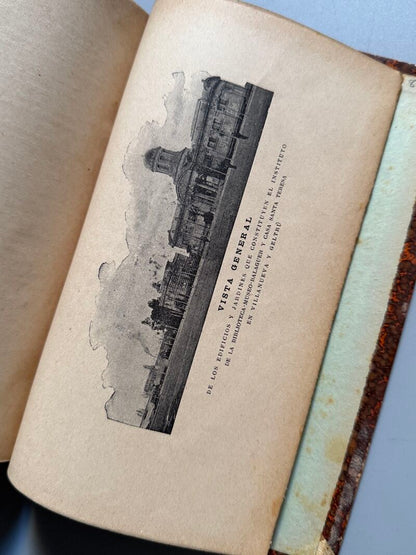 VISTA GENERAL
DE LOS EDIFICIOS Y JARDINES QUE CONSTITUYEN EL INSTITUTO
DE LA BIBLIOTECA-MUSEO-BALAGUER Y CASA SANTA TERESA
EN VILLANUEVA Y GELTRÚ